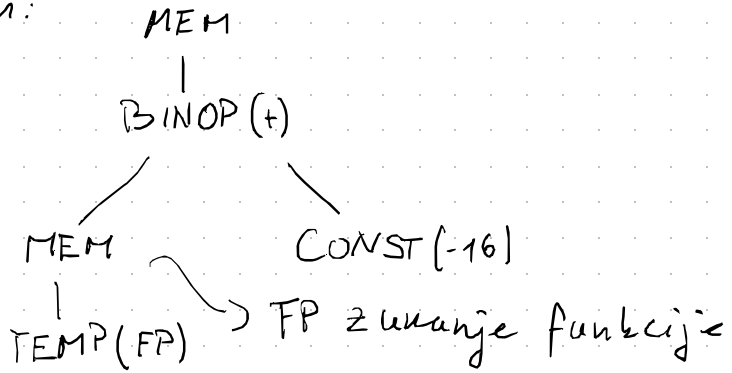 n:
MEM
BINOP (+)
MEM CONST (-16)
TEMP (FP) FP zunanje funkcije